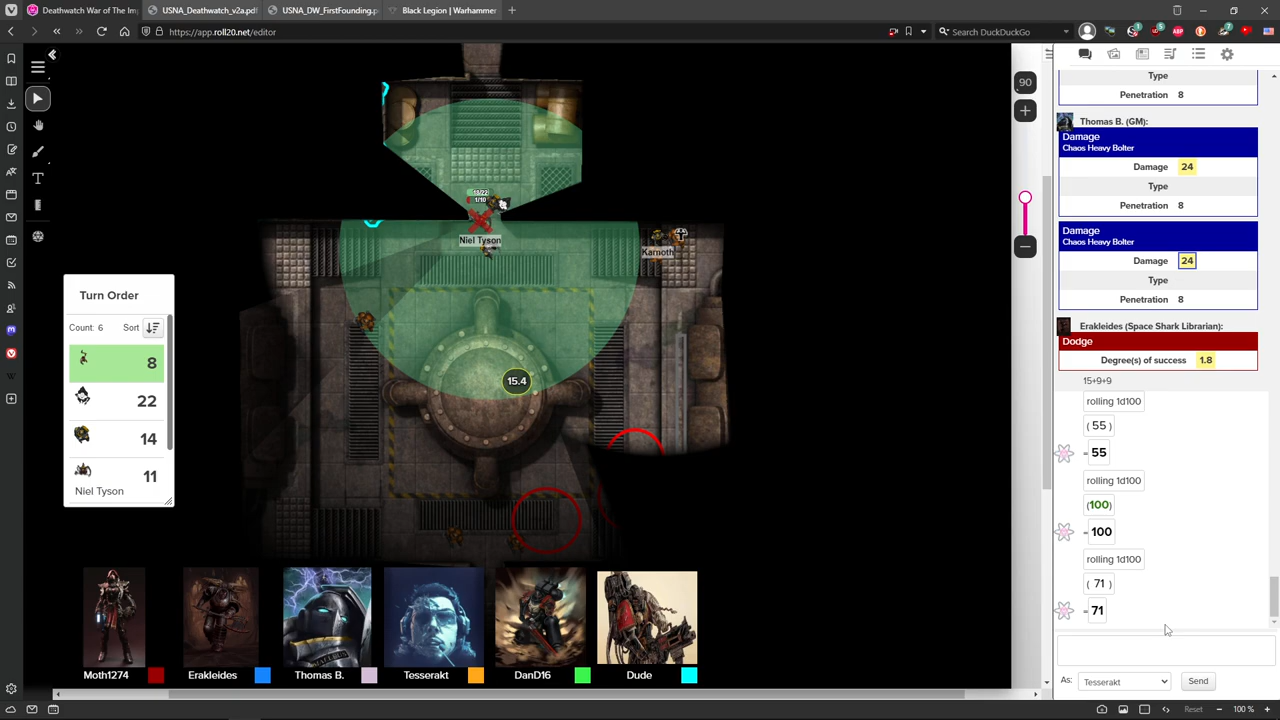 Deatchwatch War of The Im
USNA_Deathwatch_v2a.pdf
USNA_DW_FirstFounding.p
Black Legion | Warhammer
https://app.roll20.net/editor
Search DuckDuckGo
.90
Type
Penetration 8
Thomas B. (GM):
Damage
Chaos Heavy Bolter
Damage 24
Type
Penetration 8
Damage
Chaos Heavy Bolter
Damage 24
Type
Penetration 8
Erakleides (Space Shark Librarian):
Dodge
Degree(s) of success 1.8
15+9+9
rolling 1d100
( 55 )
= 55
rolling 1d100
(100)
= 100
rolling 1d100
( 71 )
= 71
As: Tesserakt Send
1/10
Niel Tyson
Karnoth
15.4
Turn Order
Count: 6 Sort
8
22
14
11
Niel Tyson
Moth1274
Erakleides
Thomas B.
Tesserakt
DanD16
Dude
Reset 100 %